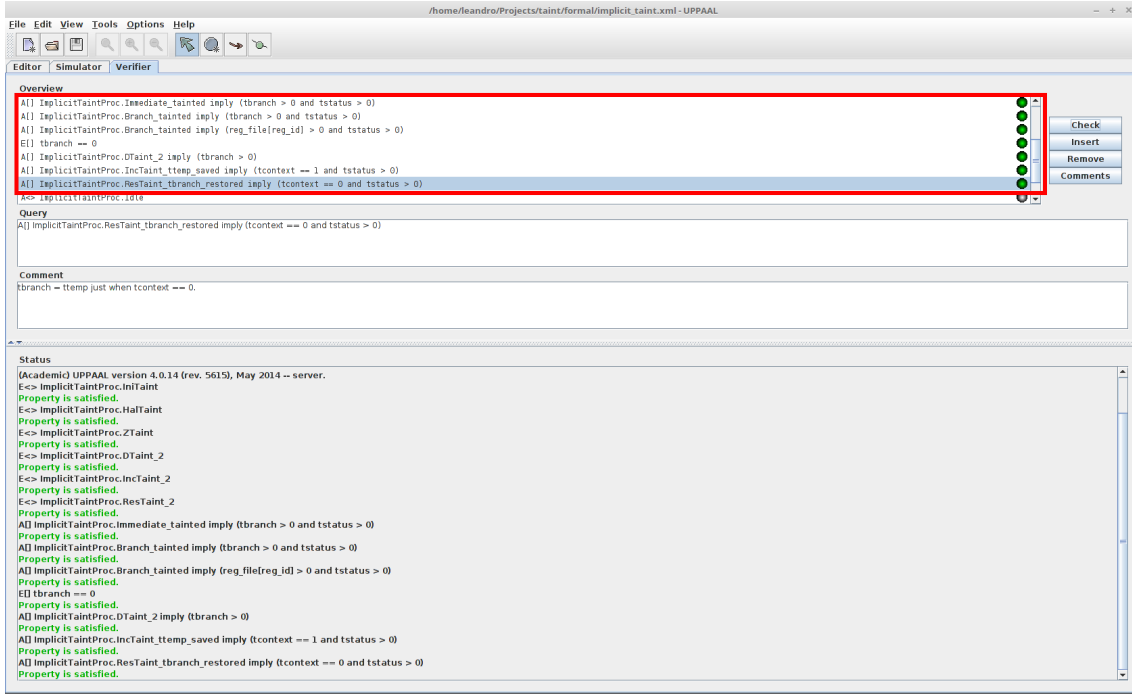 /home/leandro/Projects/taint/formal/implicit_taint.xml - UPPAAL
File Edit View Tools Options Help
Editor Simulator Verifier
Overview
A[] ImplicitTaintProc.Immediate_tainted imply (tbranch > 0 and tstatus > 0)
A[] ImplicitTaintProc.Branch_tainted imply (tbranch > 0 and tstatus > 0)
A[] ImplicitTaintProc.Branch_tainted imply (reg_file[reg_id] > 0 and tstatus > 0)
E[] tbranch == 0
A[] ImplicitTaintProc.DTaint_2 imply (tbranch > 0)
A[] ImplicitTaintProc.IncTaint_ttemp_saved imply (tcontext == 1 and tstatus > 0)
A[] ImplicitTaintProc.ResTaint_tbranch_restored imply (tcontext == 0 and tstatus > 0)
A<> ImplicitTaintProc.Idle
Check
Insert
Remove
Comments
Query
A[] ImplicitTaintProc.ResTaint_tbranch_restored imply (tcontext == 0 and tstatus > 0)
Comment
tbranch = ttemp just when tcontext == 0.
Status
(Academic) UPPAAL version 4.0.14 (rev. 5615), May 2014 -- server.
E<> ImplicitTaintProc.IniTaint
Property is satisfied.
E<> ImplicitTaintProc.HalTaint
Property is satisfied.
E<> ImplicitTaintProc.ZTaint
Property is satisfied.
E<> ImplicitTaintProc.DTaint_2
Property is satisfied.
E<> ImplicitTaintProc.IncTaint_2
Property is satisfied.
E<> ImplicitTaintProc.ResTaint_2
Property is satisfied.
A[] ImplicitTaintProc.Immediate_tainted imply (tbranch > 0 and tstatus > 0)
Property is satisfied.
A[] ImplicitTaintProc.Branch_tainted imply (tbranch > 0 and tstatus > 0)
Property is satisfied.
A[] ImplicitTaintProc.Branch_tainted imply (reg_file[reg_id] > 0 and tstatus > 0)
Property is satisfied.
E[] tbranch == 0
Property is satisfied.
A[] ImplicitTaintProc.DTaint_2 imply (tbranch > 0)
Property is satisfied.
A[] ImplicitTaintProc.IncTaint_ttemp_saved imply (tcontext == 1 and tstatus > 0)
Property is satisfied.
A[] ImplicitTaintProc.ResTaint_tbranch_restored imply (tcontext == 0 and tstatus > 0)
Property is satisfied.